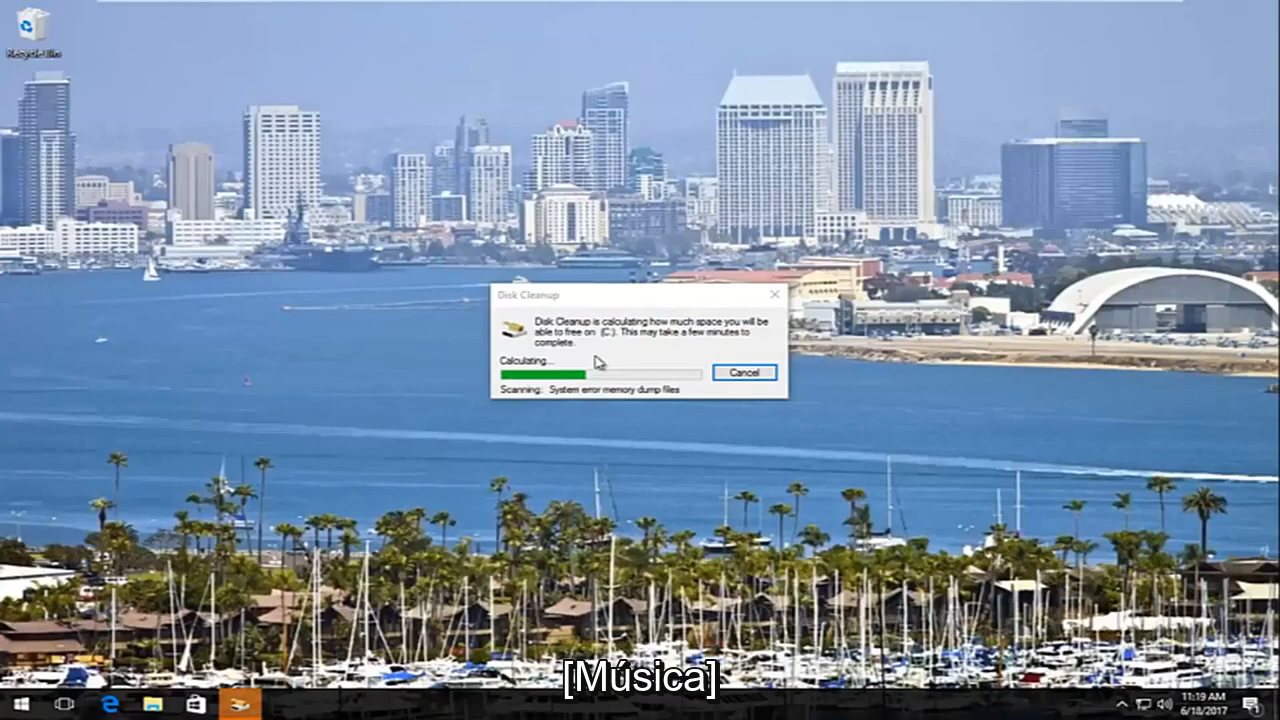 Recycle Bin
Disk Cleanup
Disk Cleanup is calculating how much space you will be
able to free on (C:). This may take a few minutes to
complete.
Calculating...
Cancel
Scanning: System error memory dump files
[Música]
11:19 AM
6/18/2017